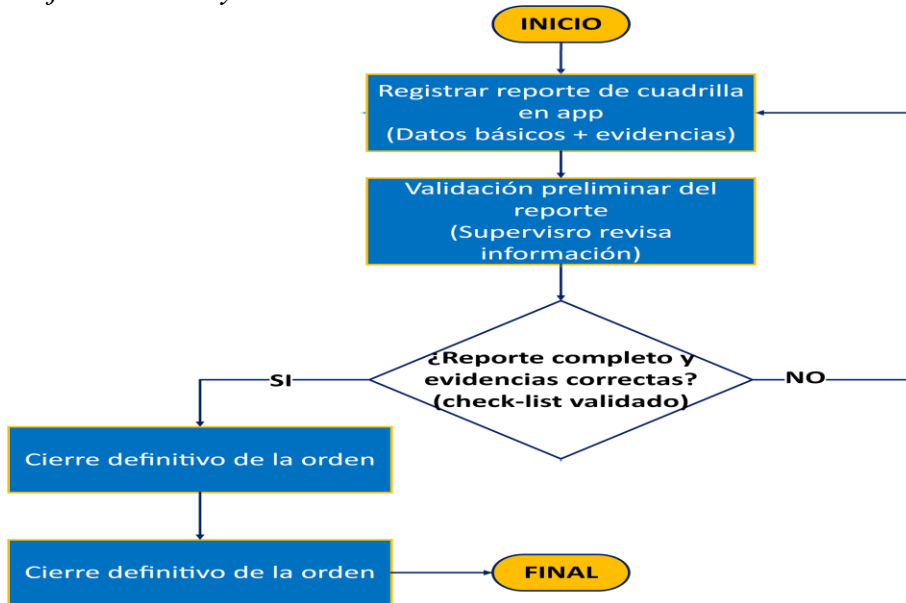 INICIO
Registrar reporte de cuadrilla
en app
(Datos básicos + evidencias)
Validación preliminar del
reporte
(Supervisro revisa
información)
¿Reporte completo y
evidencias correctas?
(check-list validado)
SI
NO
Cierre definitivo de la orden
Cierre definitivo de la orden
FINAL